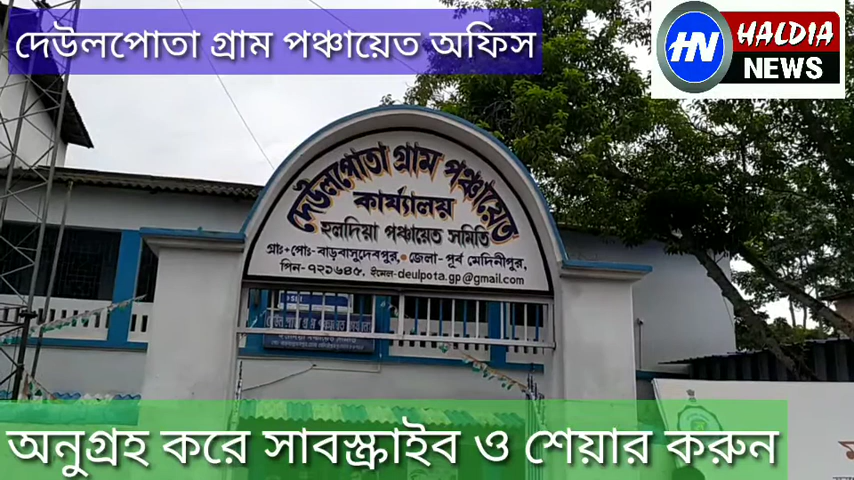 দেউলপোতা গ্রাম পঞ্চায়েত অফিস
HN HALDIA
NEWS
দেউলপোতা গ্রাম পঞ্চায়েত
কার্য্যালয়
হলদিয়া পঞ্চায়েত সমিতি
গ্রাঃ+পোঃ-বাড়বাসুদেবপুর, জেলা- পূর্ব মেদিনীপুর,
পিন-৭২১৬৪৫. ইমেল-deulpota.gp@gmail.com
অনুগ্রহ করে সাবস্ক্রাইব ও শেয়ার করুন